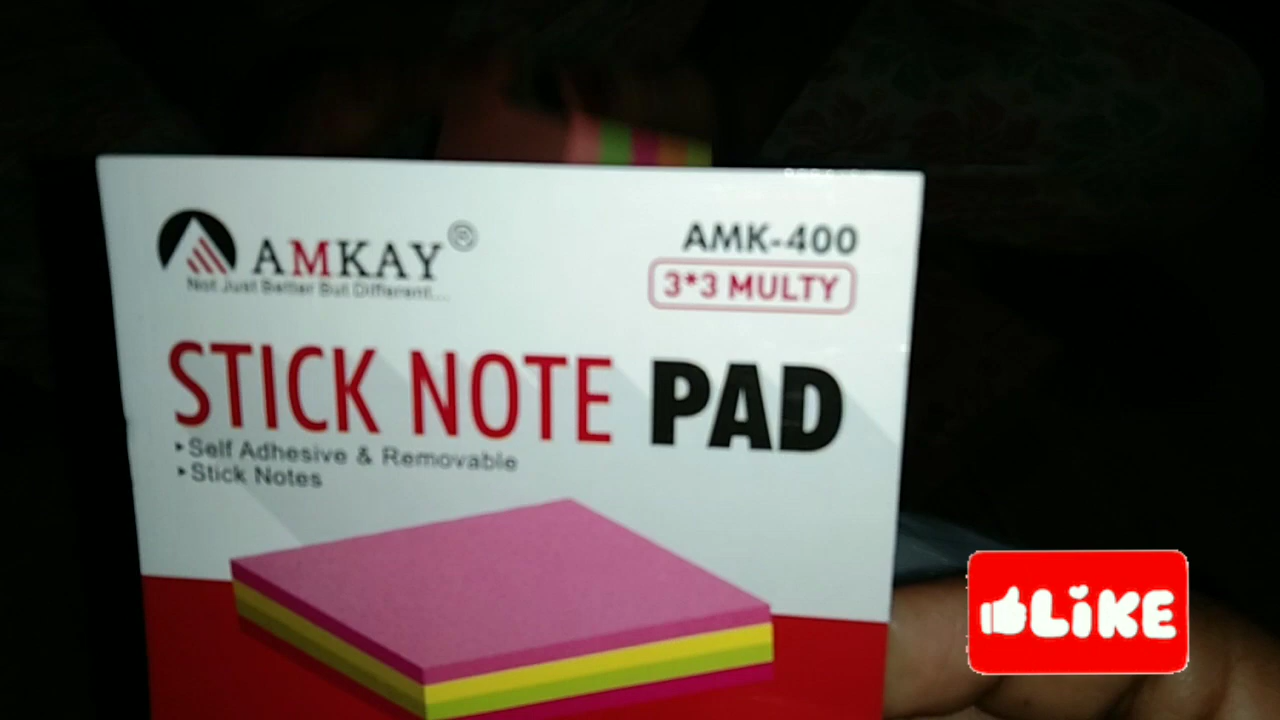 AMKAY ®
Not Just Better But Different...
AMK-400
3*3 MULTY
STICK NOTE PAD
▸Self Adhesive & Removable
▸Stick Notes
LiKE